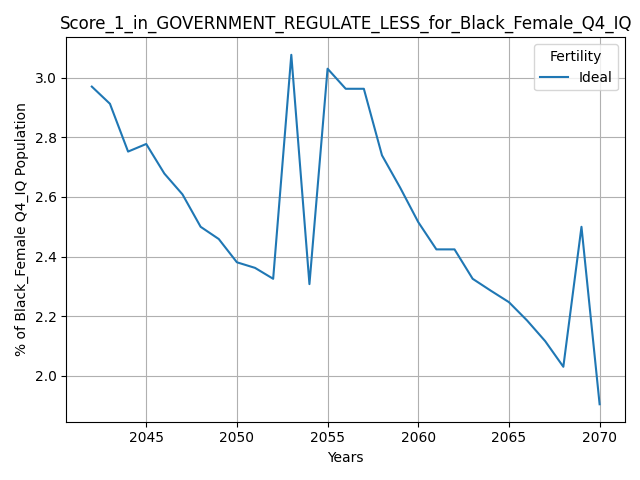 Score_1_in_GOVERNMENT_REGULATE_LESS_for_Black_Female_Q4_IQ
Fertility
Ideal
% of Black_Female Q4_IQ Population
3.0
2.8
2.6
2.4
2.2
2.0
2045 2050 2055 2060 2065 2070
Years